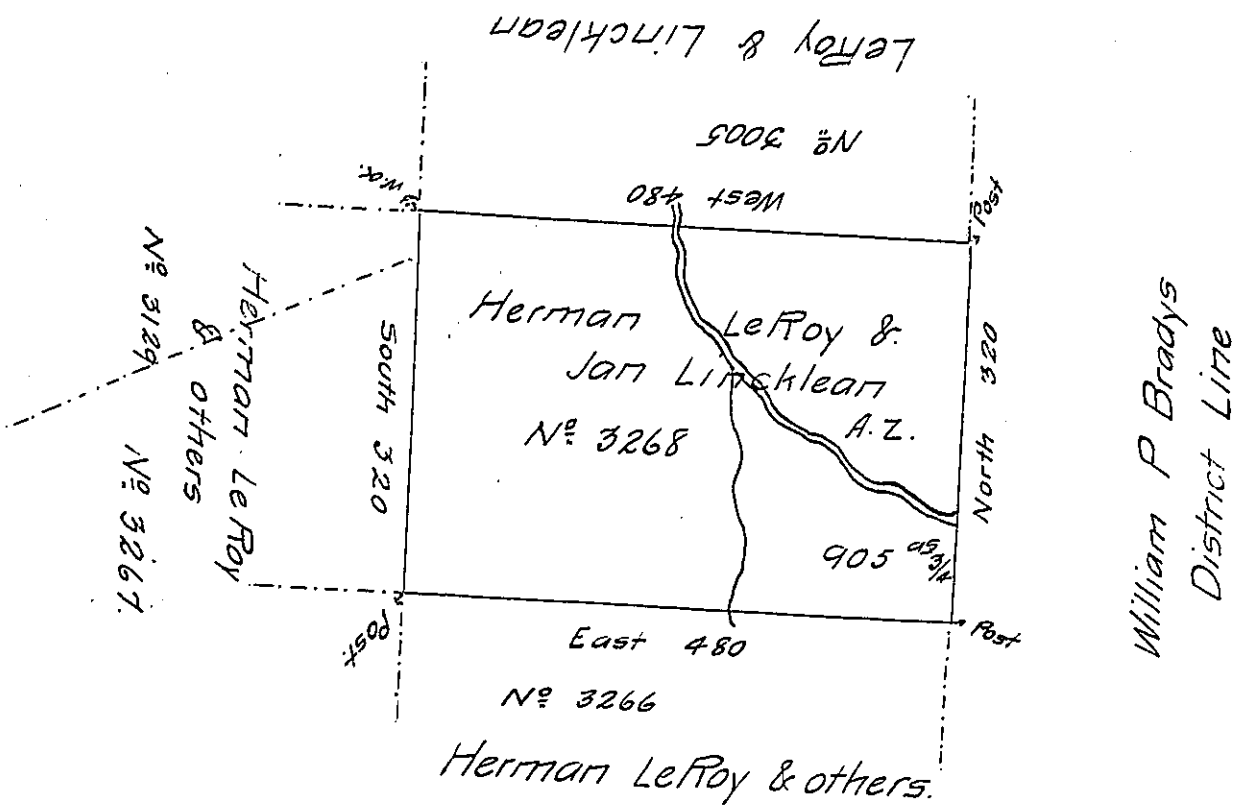 LeRoy & Lincklean
Nº 3005
West 480
W.O.
Post
Herman LeRoy &
Jan Lincklean
A.Z.
Nº 3268
905 as 3/4
South 320
North 320
East 480
Post.
Post
Nº 3266
Herman LeRoy & others.
Herman LeRoy
& others
Nº 3129
Nº 3267.
William P Bradys
District Line